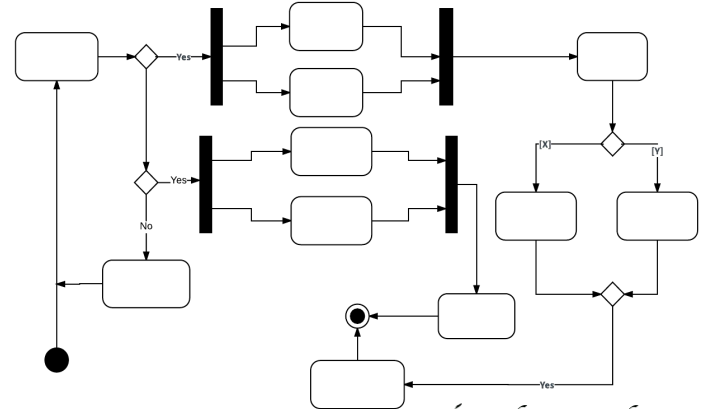 Yes
[X]
[Y]
Yes
No
Yes